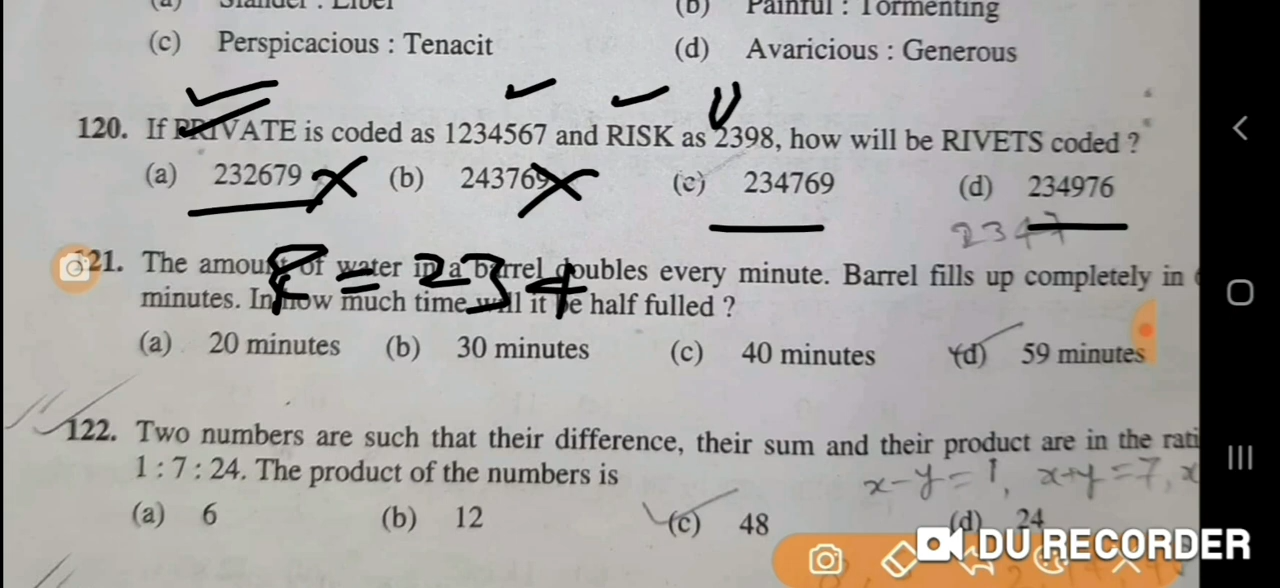 (a) Slander : Libel (b) Painful : Tormenting
(c) Perspicacious : Tenacit (d) Avaricious : Generous
120. If PRIVATE is coded as 1234567 and RISK as 2398, how will be RIVETS coded ?
(a) 232679 (b) 243769 (c) 234769 (d) 234976
2347
121. The amount of water in a barrel doubles every minute. Barrel fills up completely in
= 234
minutes. In how much time will it be half fulled ?
(a) 20 minutes (b) 30 minutes (c) 40 minutes (d) 59 minutes
122. Two numbers are such that their difference, their sum and their product are in the rati
1 : 7 : 24. The product of the numbers is
x-y=1, x+y=7, x
(a) 6 (b) 12 (c) 48 (d) 24
DU RECORDER